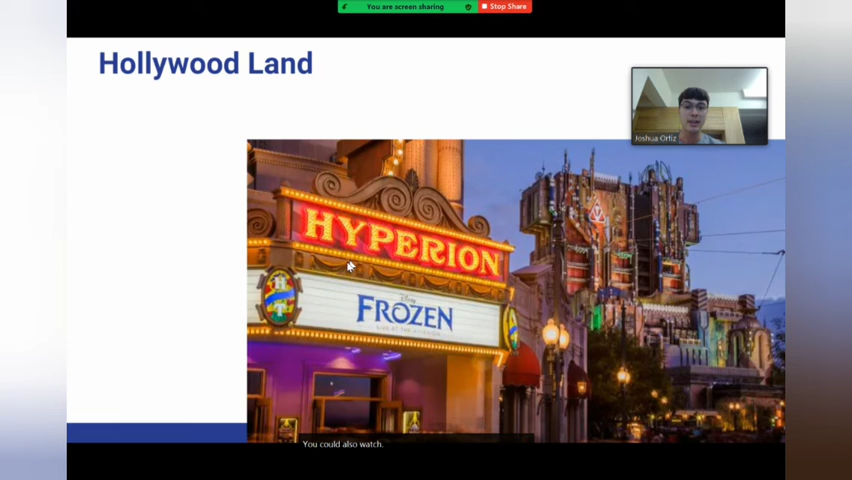 You are screen sharing
Stop Share
Hollywood Land
Joshua Ortiz
HYPERION
Disney
FROZEN
LIVE AT THE HYPERION
You could also watch.